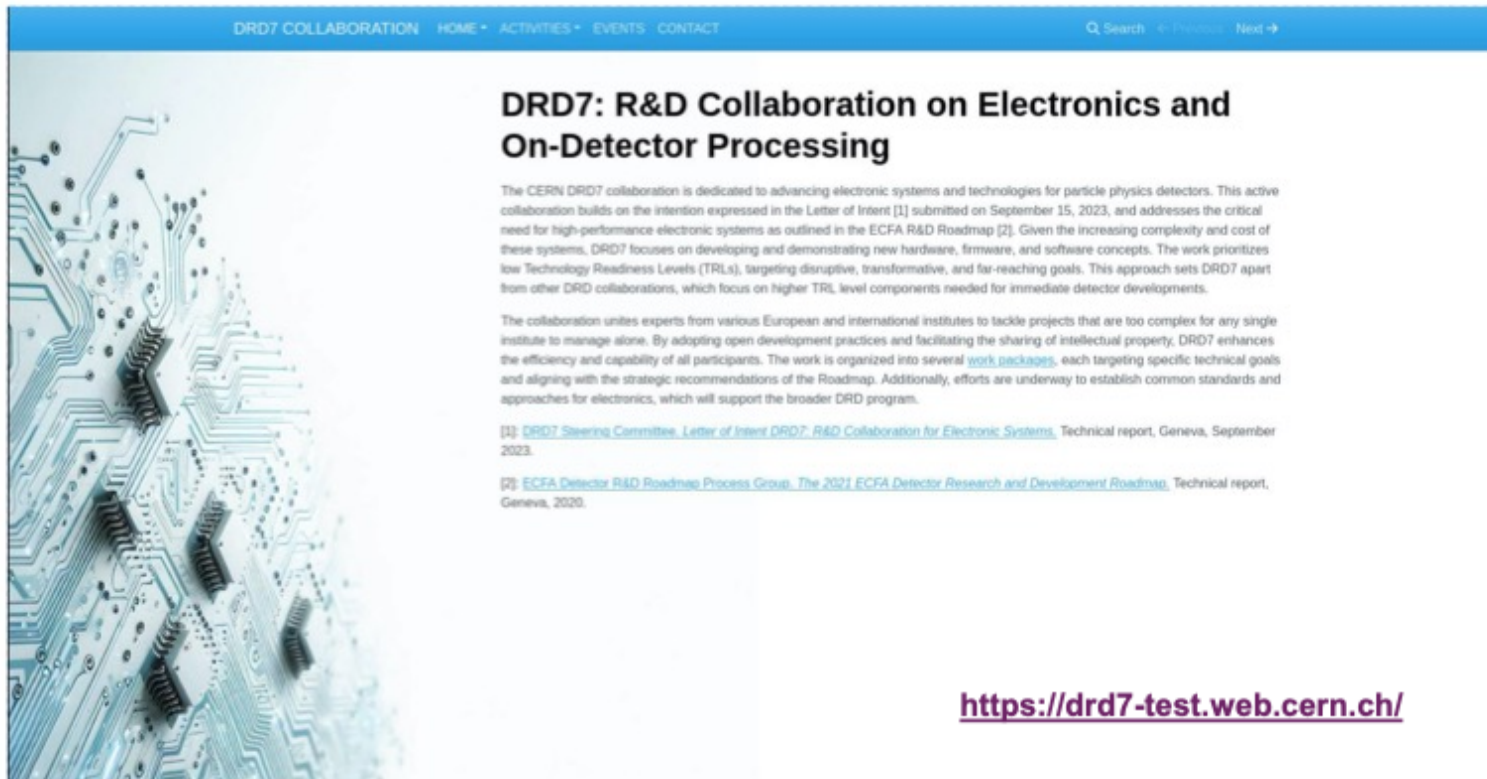 DRD7 COLLABORATION HOME ACTIVITIES EVENTS CONTACT Search ← Previous Next →
DRD7: R&D Collaboration on Electronics and
On-Detector Processing
The CERN DRD7 collaboration is dedicated to advancing electronic systems and technologies for particle physics detectors. This active
collaboration builds on the intention expressed in the Letter of Intent [1] submitted on September 15, 2023, and addresses the critical
need for high-performance electronic systems as outlined in the ECFA R&D Roadmap [2]. Given the increasing complexity and cost of
these systems, DRD7 focuses on developing and demonstrating new hardware, firmware, and software concepts. The work prioritizes
low Technology Readiness Levels (TRLs), targeting disruptive, transformative, and far-reaching goals. This approach sets DRD7 apart
from other DRD collaborations, which focus on higher TRL level components needed for immediate detector developments.
The collaboration unites experts from various European and international institutes to tackle projects that are too complex for any single
institute to manage alone. By adopting open development practices and facilitating the sharing of intellectual property, DRD7 enhances
the efficiency and capability of all participants. The work is organized into several work packages, each targeting specific technical goals
and aligning with the strategic recommendations of the Roadmap. Additionally, efforts are underway to establish common standards and
approaches for electronics, which will support the broader DRD program.
[1]: DRD7 Steering Committee. Letter of Intent DRD7: R&D Collaboration for Electronic Systems. Technical report, Geneva, September
2023.
[2]: ECFA Detector R&D Roadmap Process Group. The 2021 ECFA Detector Research and Development Roadmap. Technical report,
Geneva, 2020.
https://drd7-test.web.cern.ch/